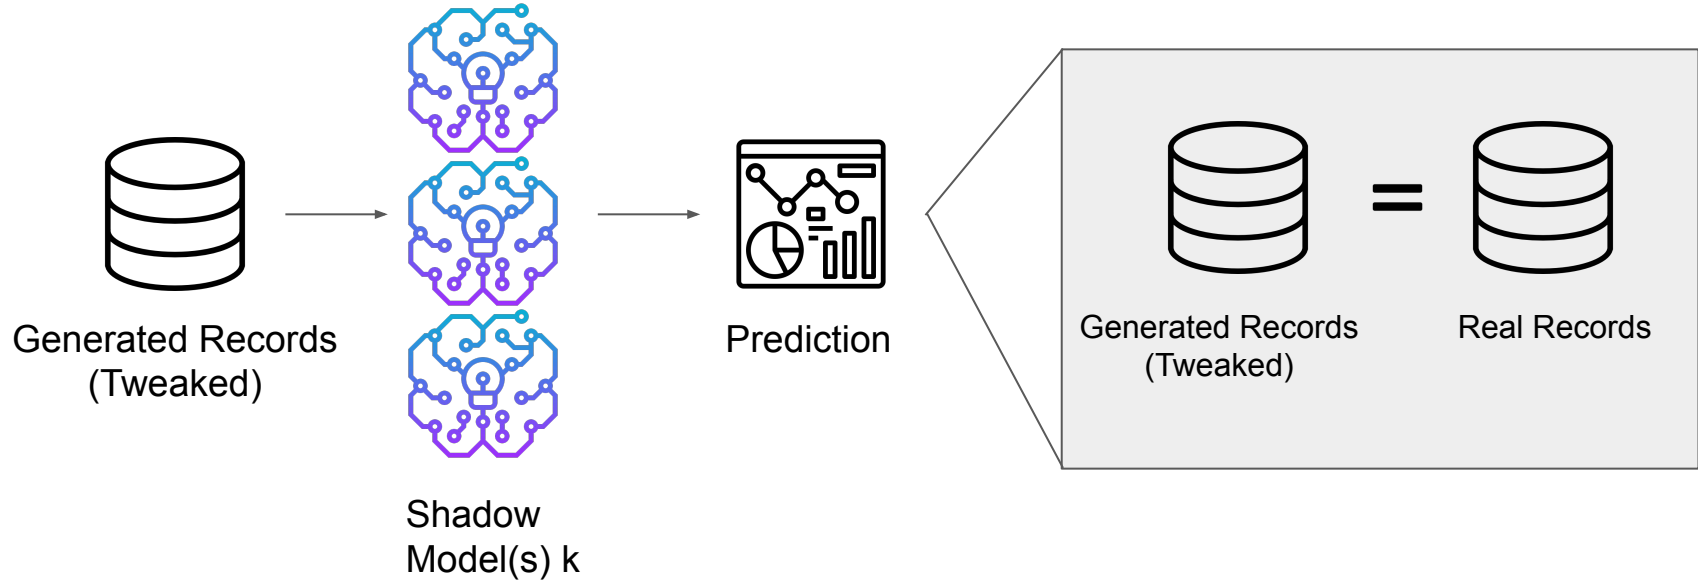 Generated Records
(Tweaked)
Shadow
Model(s) k
Prediction
Generated Records
(Tweaked)
=
Real Records